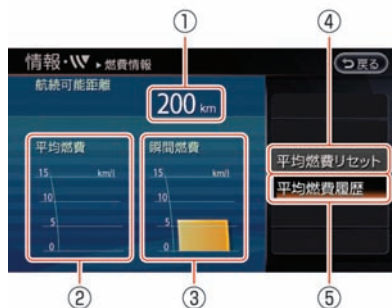 ① ④
情報・W ▸燃費情報 戻る
航続可能距離
200 km
平均燃費 瞬間燃費
15 km/l 15 km/l
10 10
5 5
0 0
平均燃費リセット
平均燃費履歴
② ③ ⑤